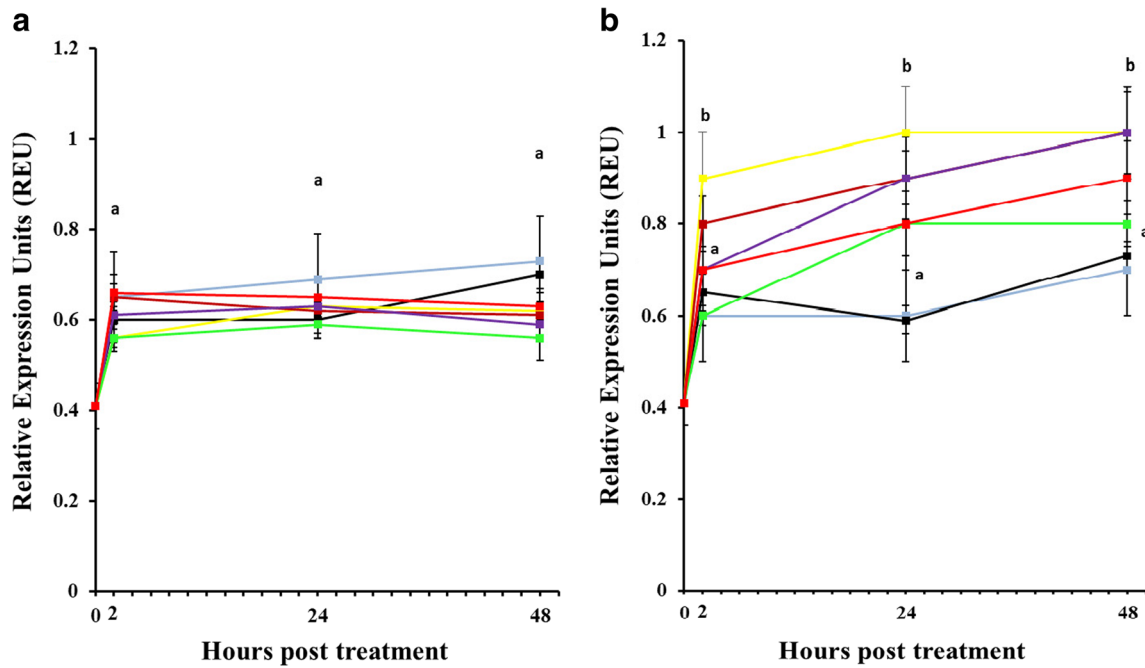 a
Relative Expression Units (REU)
1.2
1
0.8
0.6
0.4
0.2
0
a
a
a
0 2 24 48
Hours post treatment
b
Relative Expression Units (REU)
1.2
1
0.8
0.6
0.4
0.2
0
b
b
b
a
a
a
0 2 24 48
Hours post treatment